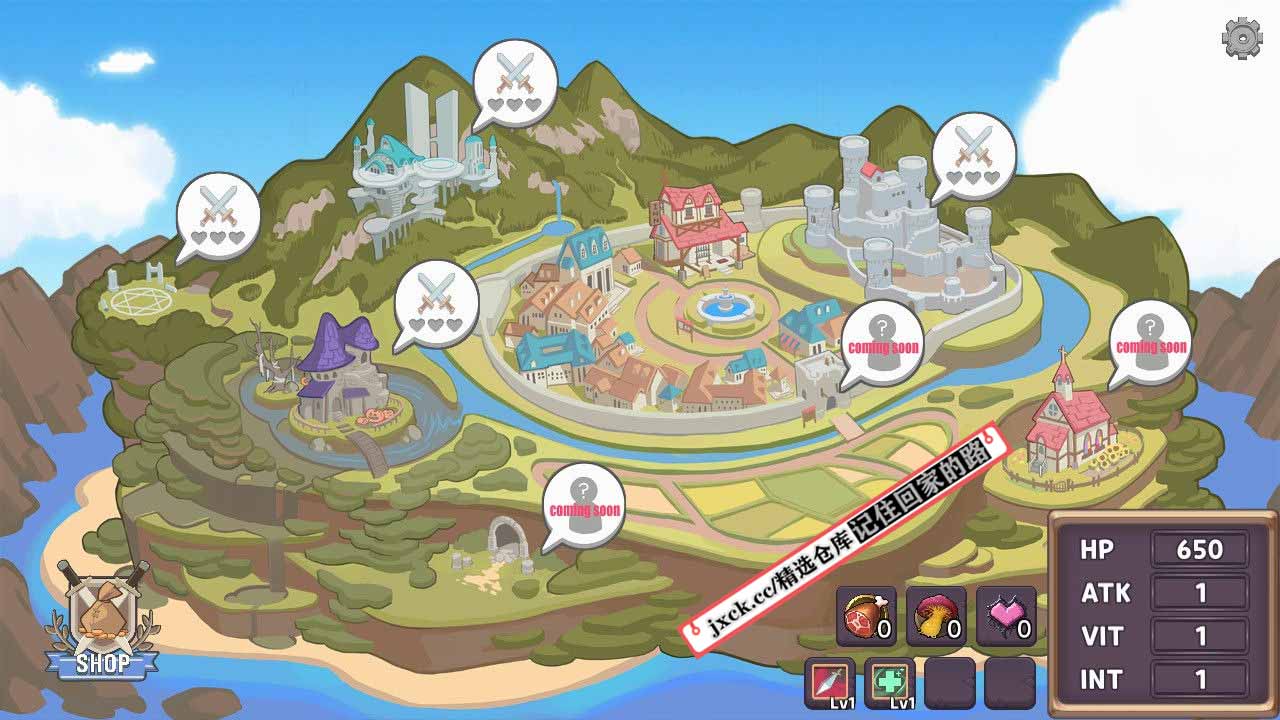 coming soon
coming soon
coming soon
jxck.cc/精选仓库记住回家的路
HP 650
ATK 1
VIT 1
INT 1
0 0 0
Lv1 Lv1
SHOP